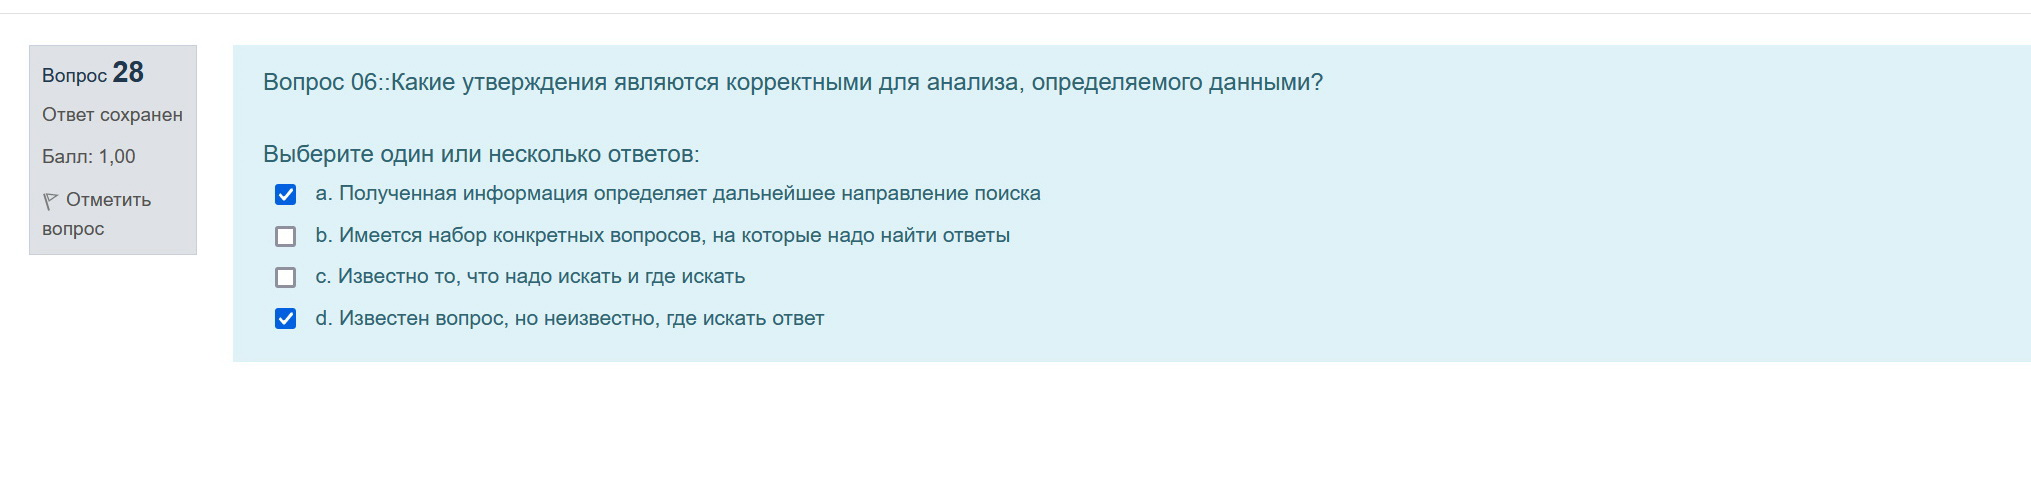 Вопрос 28
Ответ сохранен
Балл: 1,00
Отметить
вопрос
Вопрос 06::Какие утверждения являются корректными для анализа, определяемого данными?
Выберите один или несколько ответов:
a. Полученная информация определяет дальнейшее направление поиска
b. Имеется набор конкретных вопросов, на которые надо найти ответы
c. Известно то, что надо искать и где искать
d. Известен вопрос, но неизвестно, где искать ответ